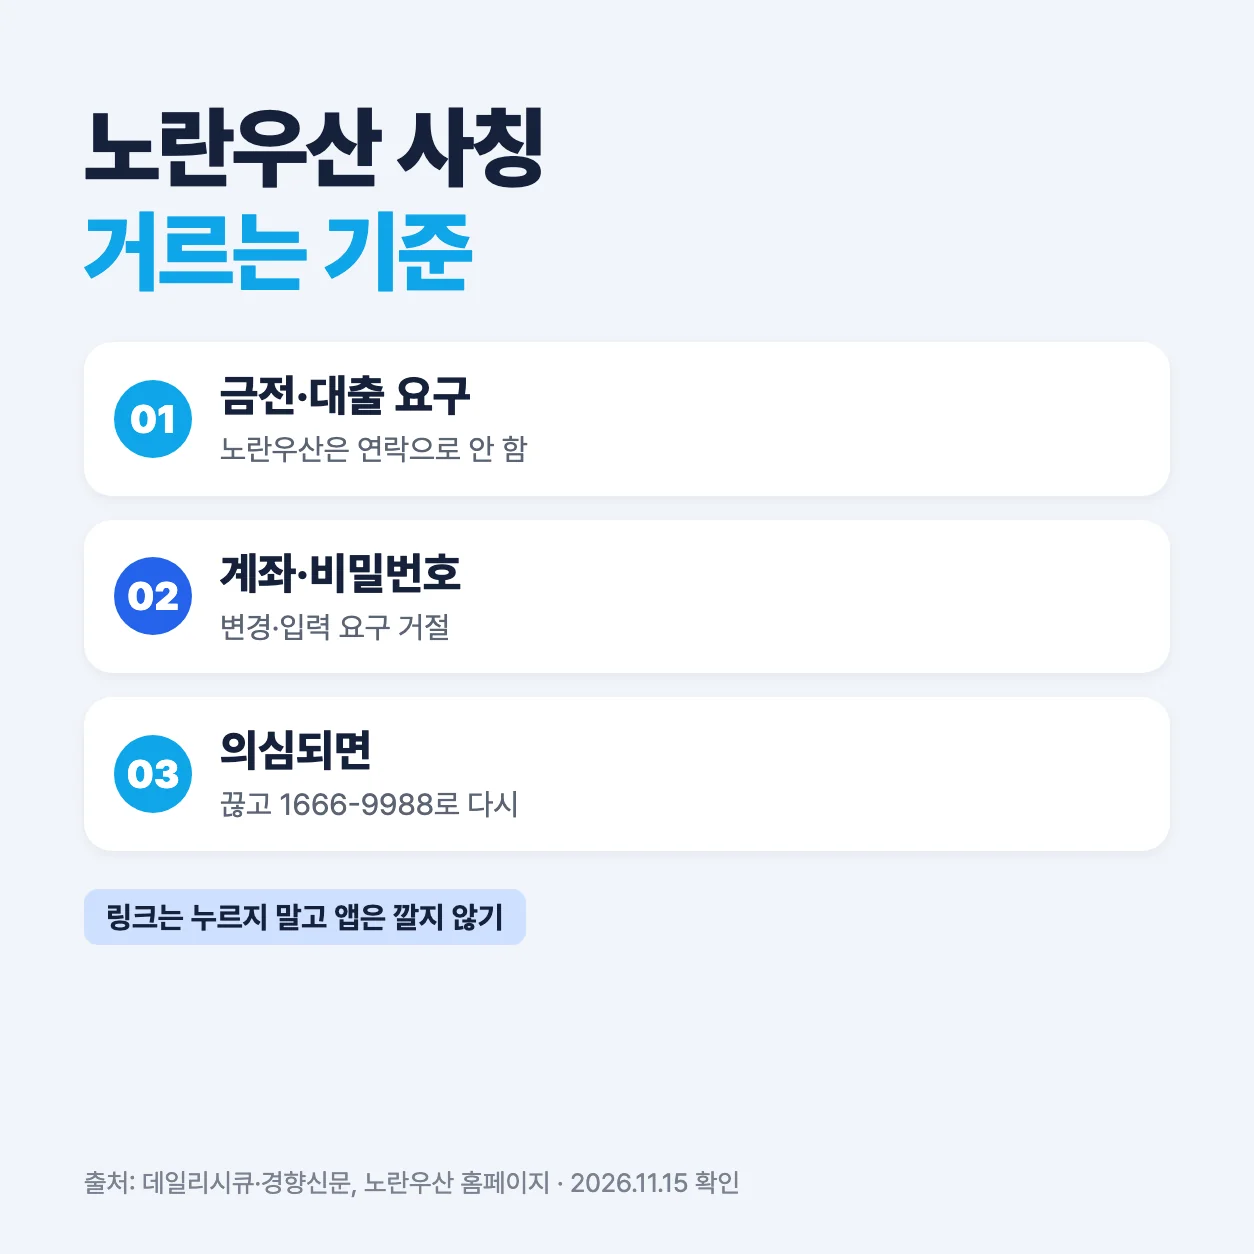 노란우산 사칭
거르는 기준
01
금전·대출 요구
노란우산은 연락으로 안 함
02
계좌·비밀번호
변경·입력 요구 거절
03
의심되면
끊고 1666-9988로 다시
링크는 누르지 말고 앱은 깔지 않기
출처: 데일리시큐·경향신문, 노란우산 홈페이지 · 2026.11.15 확인